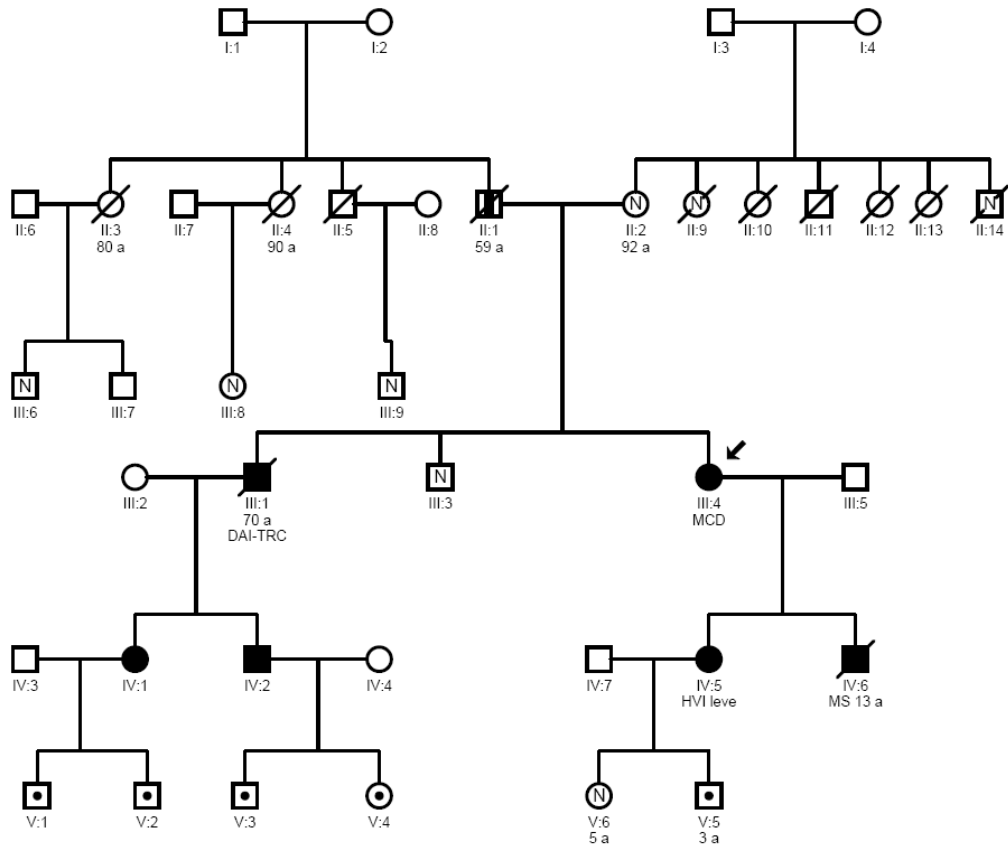 I:1 I:2 I:3 I:4
N N N
II:6 II:3 II:7 II:4 II:5 II:8 II:1 II:2 II:9 II:10 II:11 II:12 II:13 II:14
80 a 90 a 59 a 92 a
N N N
III:6 III:7 III:8 III:9
N
III:2 III:1 III:3 III:4 III:5
70 a MCD
DAI-TRC
IV:3 IV:1 IV:2 IV:4 IV:7 IV:5 IV:6
HVI leve MS 13 a
N
V:1 V:2 V:3 V:4 V:6 V:5
5 a 3 a